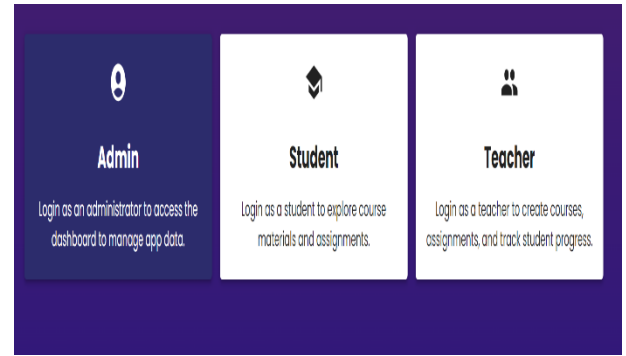 Admin
Login as an administrator to access the
dashboard to manage app data.
Student
Login as a student to explore course
materials and assignments.
Teacher
Login as a teacher to create courses,
assignments, and track student progress.